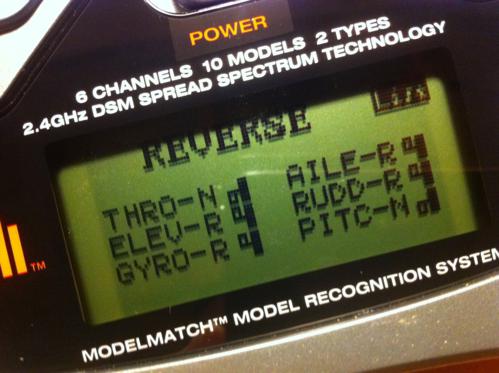 POWER
6 CHANNELS 10 MODELS 2 TYPES
2.4GHz DSM SPREAD SPECTRUM TECHNOLOGY
REVERSE
THRO-N AILE-R
ELEV-R RUDD-R
GYRO-R PITC-N
TM
MODELMATCH™ MODEL RECOGNITION SYSTEM